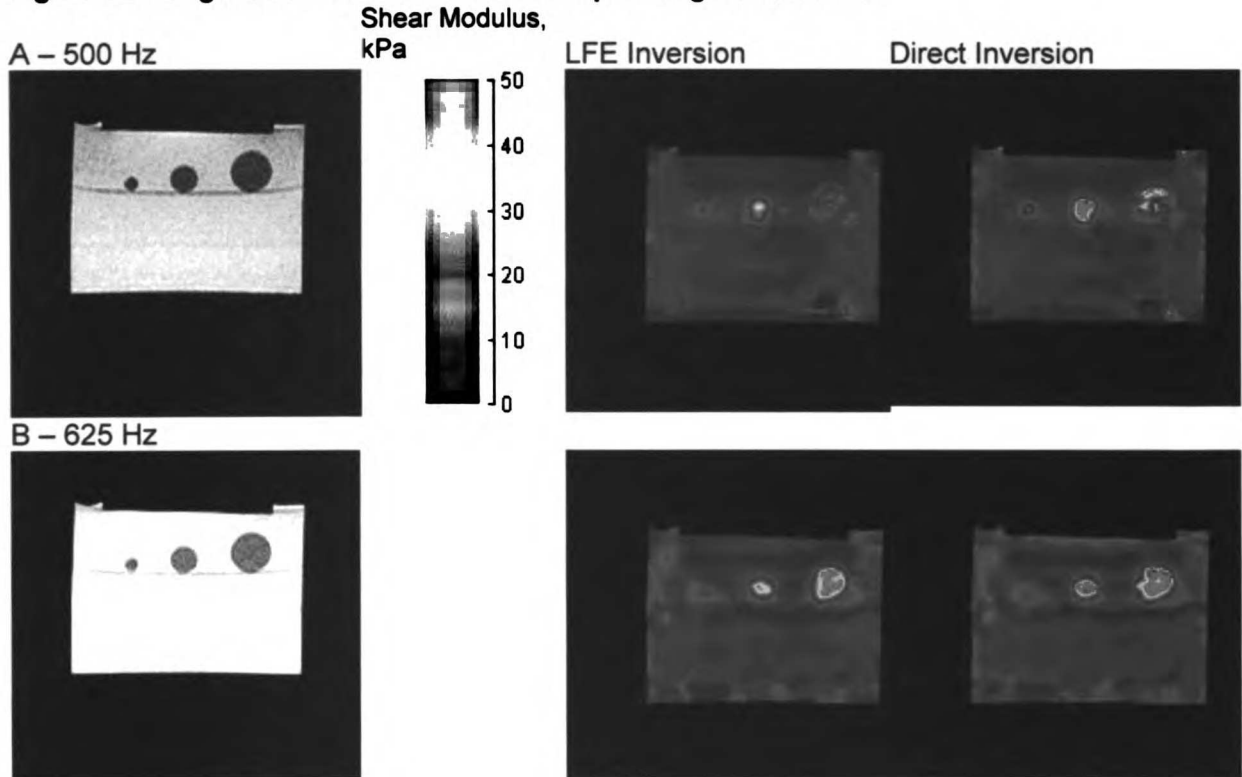 Shear Modulus,
kPa
A – 500 Hz
LFE Inversion
Direct Inversion
50
40
30
20
10
0
B – 625 Hz